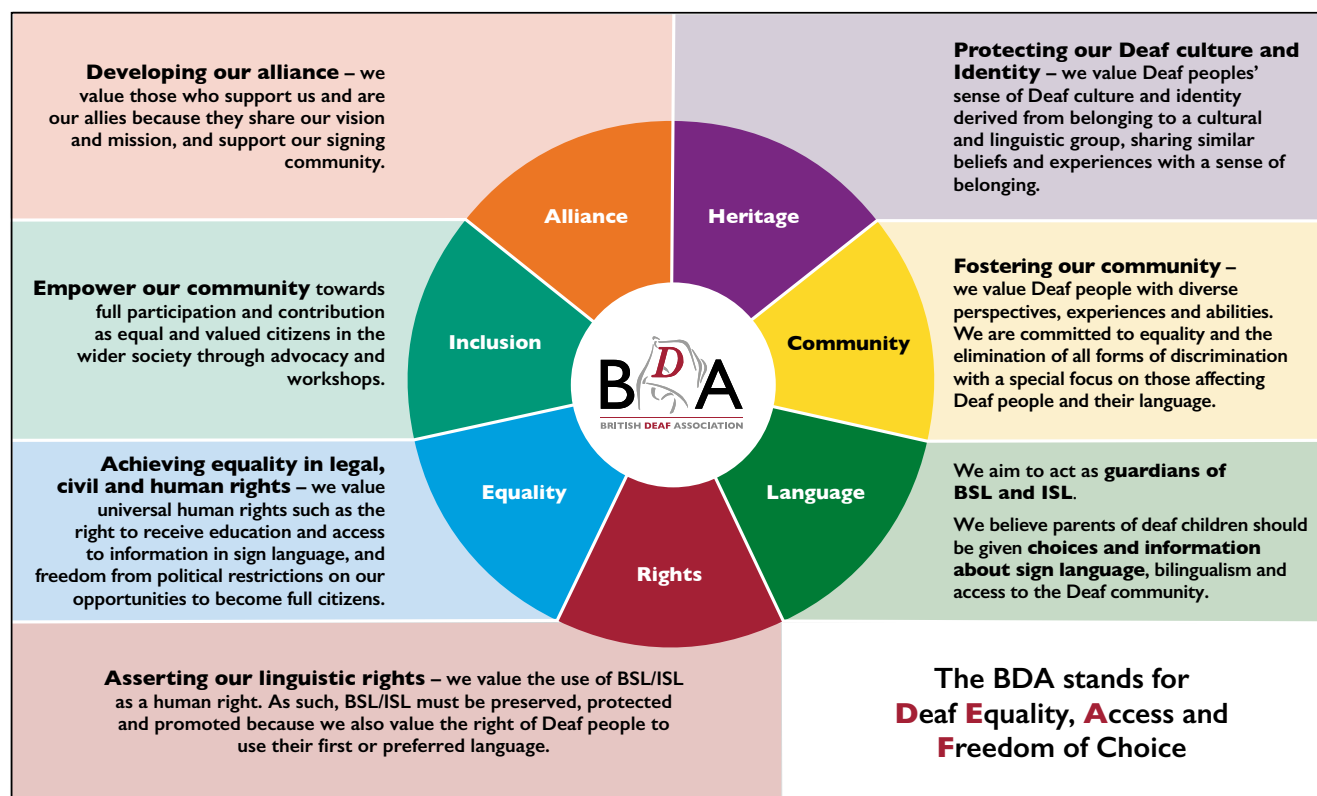 Developing our alliance – we
value those who support us and are
our allies because they share our vision
and mission, and support our signing
community.
Protecting our Deaf culture and
Identity – we value Deaf peoples’
sense of Deaf culture and identity
derived from belonging to a cultural
and linguistic group, sharing similar
beliefs and experiences with a sense of
belonging.
Alliance
Heritage
Empower our community towards
full participation and contribution
as equal and valued citizens in the
wider society through advocacy and
workshops.
Inclusion
Community
Fostering our community –
we value Deaf people with diverse
perspectives, experiences and abilities.
We are committed to equality and the
elimination of all forms of discrimination
with a special focus on those affecting
Deaf people and their language.
BDA
BRITISH DEAF ASSOCIATION
Achieving equality in legal,
civil and human rights – we value
universal human rights such as the
right to receive education and access
to information in sign language, and
freedom from political restrictions on our
opportunities to become full citizens.
Equality
Language
We aim to act as guardians of
BSL and ISL.
We believe parents of deaf children should
be given choices and information
about sign language, bilingualism and
access to the Deaf community.
Rights
Asserting our linguistic rights – we value the use of BSL/ISL
as a human right. As such, BSL/ISL must be preserved, protected
and promoted because we also value the right of Deaf people to
use their first or preferred language.
The BDA stands for
Deaf Equality, Access and
Freedom of Choice